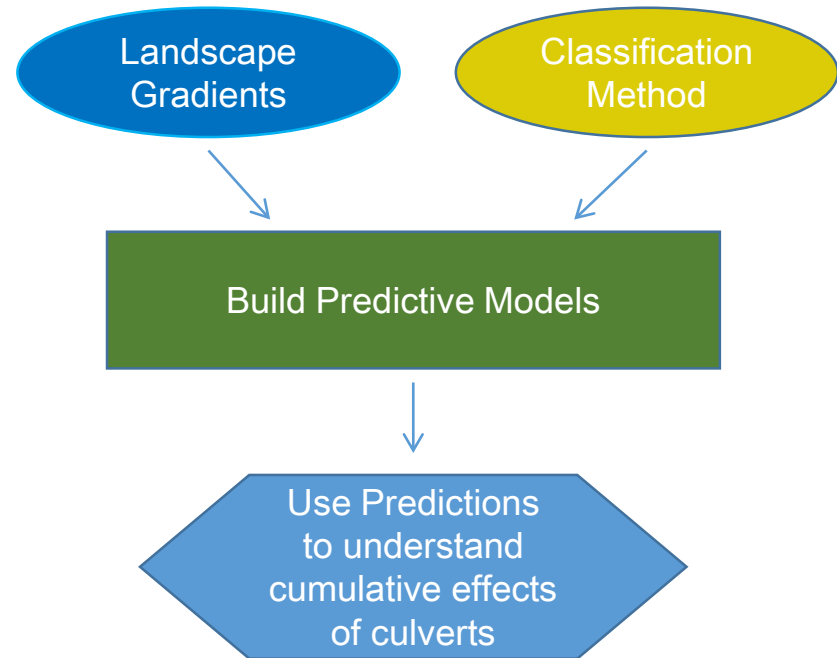 Landscape
Gradients
Classification
Method
Build Predictive Models
Use Predictions
to understand
cumulative effects
of culverts